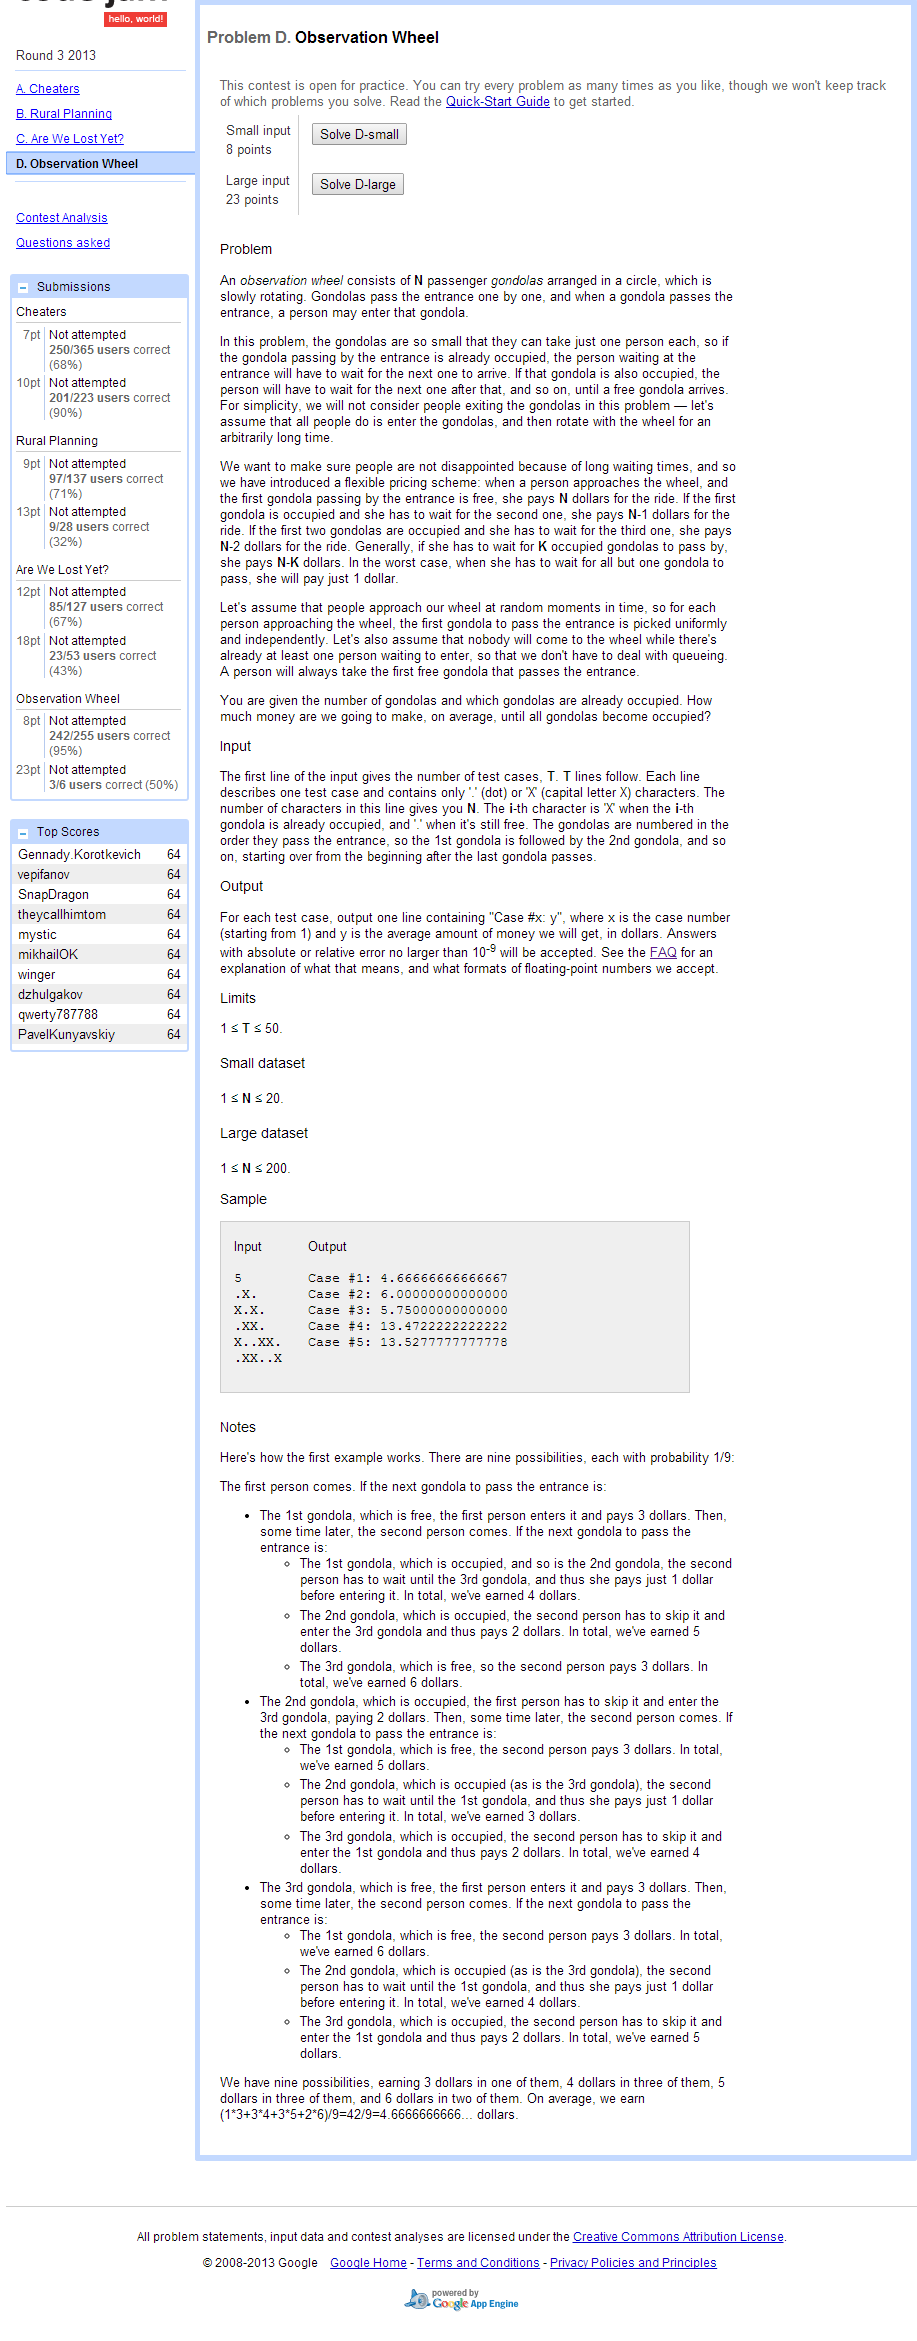 code jam
hello, world!
Round 3 2013
A. Cheaters
B. Rural Planning
C. Are We Lost Yet?
D. Observation Wheel
Contest Analysis
Questions asked
Submissions
Cheaters
7pt Not attempted
250/365 users correct
(68%)
10pt Not attempted
201/223 users correct
(90%)
Rural Planning
9pt Not attempted
97/137 users correct
(71%)
13pt Not attempted
9/28 users correct
(32%)
Are We Lost Yet?
12pt Not attempted
85/127 users correct
(67%)
18pt Not attempted
23/53 users correct
(43%)
Observation Wheel
8pt Not attempted
242/255 users correct
(95%)
23pt Not attempted
3/6 users correct (50%)
Top Scores
Gennady.Korotkevich 64
vepifanov 64
SnapDragon 64
theycallhimtom 64
mystic 64
mikhailOK 64
winger 64
dzhulgakov 64
qwerty787788 64
PavelKunyavskiy 64
Problem D. Observation Wheel
This contest is open for practice. You can try every problem as many times as you like, though we won't keep track
of which problems you solve. Read the Quick-Start Guide to get started.
Small input
8 points
Solve D-small
Large input
23 points
Solve D-large
Problem
An observation wheel consists of N passenger gondolas arranged in a circle, which is
slowly rotating. Gondolas pass the entrance one by one, and when a gondola passes the
entrance, a person may enter that gondola.
In this problem, the gondolas are so small that they can take just one person each, so if
the gondola passing by the entrance is already occupied, the person waiting at the
entrance will have to wait for the next one to arrive. If that gondola is also occupied, the
person will have to wait for the next one after that, and so on, until a free gondola arrives.
For simplicity, we will not consider people exiting the gondolas in this problem — let's
assume that all people do is enter the gondolas, and then rotate with the wheel for an
arbitrarily long time.
We want to make sure people are not disappointed because of long waiting times, and so
we have introduced a flexible pricing scheme: when a person approaches the wheel, and
the first gondola passing by the entrance is free, she pays N dollars for the ride. If the first
gondola is occupied and she has to wait for the second one, she pays N-1 dollars for the
ride. If the first two gondolas are occupied and she has to wait for the third one, she pays
N-2 dollars for the ride. Generally, if she has to wait for K occupied gondolas to pass by,
she pays N-K dollars. In the worst case, when she has to wait for all but one gondola to
pass, she will pay just 1 dollar.
Let's assume that people approach our wheel at random moments in time, so for each
person approaching the wheel, the first gondola to pass the entrance is picked uniformly
and independently. Let's also assume that nobody will come to the wheel while there's
already at least one person waiting to enter, so that we don't have to deal with queueing.
A person will always take the first free gondola that passes the entrance.
You are given the number of gondolas and which gondolas are already occupied. How
much money are we going to make, on average, until all gondolas become occupied?
Input
The first line of the input gives the number of test cases, T. T lines follow. Each line
describes one test case and contains only '.' (dot) or 'X' (capital letter X) characters. The
number of characters in this line gives you N. The i-th character is 'X' when the i-th
gondola is already occupied, and '.' when it's still free. The gondolas are numbered in the
order they pass the entrance, so the 1st gondola is followed by the 2nd gondola, and so
on, starting over from the beginning after the last gondola passes.
Output
For each test case, output one line containing "Case #x: y", where x is the case number
(starting from 1) and y is the average amount of money we will get, in dollars. Answers
with absolute or relative error no larger than 10-9 will be accepted. See the FAQ for an
explanation of what that means, and what formats of floating-point numbers we accept.
Limits
1 ≤ T ≤ 50.
Small dataset
1 ≤ N ≤ 20.
Large dataset
1 ≤ N ≤ 200.
Sample
Input Output
5 Case #1: 4.66666666666667
.X. Case #2: 6.00000000000000
X.X. Case #3: 5.75000000000000
.XX. Case #4: 13.4722222222222
X..XX. Case #5: 13.5277777777778
.XX..X
Notes
Here's how the first example works. There are nine possibilities, each with probability 1/9:
The first person comes. If the next gondola to pass the entrance is:
• The 1st gondola, which is free, the first person enters it and pays 3 dollars. Then,
some time later, the second person comes. If the next gondola to pass the
entrance is:
◦ The 1st gondola, which is occupied, and so is the 2nd gondola, the second
person has to wait until the 3rd gondola, and thus she pays just 1 dollar
before entering it. In total, we've earned 4 dollars.
◦ The 2nd gondola, which is occupied, the second person has to skip it and
enter the 3rd gondola and thus pays 2 dollars. In total, we've earned 5
dollars.
◦ The 3rd gondola, which is free, so the second person pays 3 dollars. In
total, we've earned 6 dollars.
• The 2nd gondola, which is occupied, the first person has to skip it and enter the
3rd gondola, paying 2 dollars. Then, some time later, the second person comes. If
the next gondola to pass the entrance is:
◦ The 1st gondola, which is free, the second person pays 3 dollars. In total,
we've earned 5 dollars.
◦ The 2nd gondola, which is occupied (as is the 3rd gondola), the second
person has to wait until the 1st gondola, and thus she pays just 1 dollar
before entering it. In total, we've earned 3 dollars.
◦ The 3rd gondola, which is occupied, the second person has to skip it and
enter the 1st gondola and thus pays 2 dollars. In total, we've earned 4
dollars.
• The 3rd gondola, which is free, the first person enters it and pays 3 dollars. Then,
some time later, the second person comes. If the next gondola to pass the
entrance is:
◦ The 1st gondola, which is free, the second person pays 3 dollars. In total,
we've earned 6 dollars.
◦ The 2nd gondola, which is occupied (as is the 3rd gondola), the second
person has to wait until the 1st gondola, and thus she pays just 1 dollar
before entering it. In total, we've earned 4 dollars.
◦ The 3rd gondola, which is occupied, the second person has to skip it and
enter the 1st gondola and thus pays 2 dollars. In total, we've earned 5
dollars.
We have nine possibilities, earning 3 dollars in one of them, 4 dollars in three of them, 5
dollars in three of them, and 6 dollars in two of them. On average, we earn
(1*3+3*4+3*5+2*6)/9=42/9=4.6666666666... dollars.
All problem statements, input data and contest analyses are licensed under the Creative Commons Attribution License.
© 2008-2013 Google Google Home - Terms and Conditions - Privacy Policies and Principles
powered by
Google App Engine